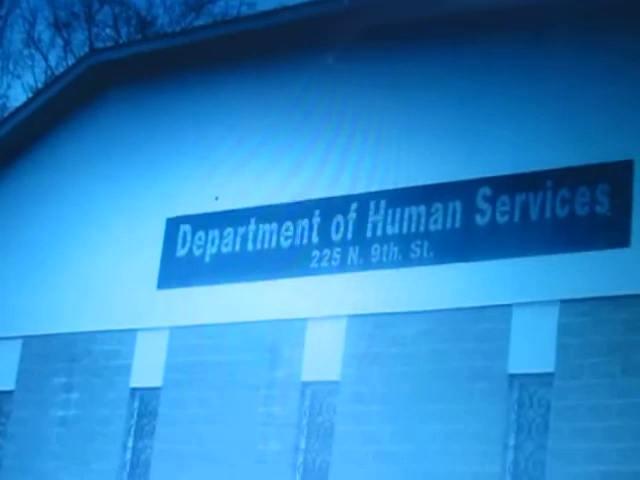 Department of Human Services
225 N. 9th. St.